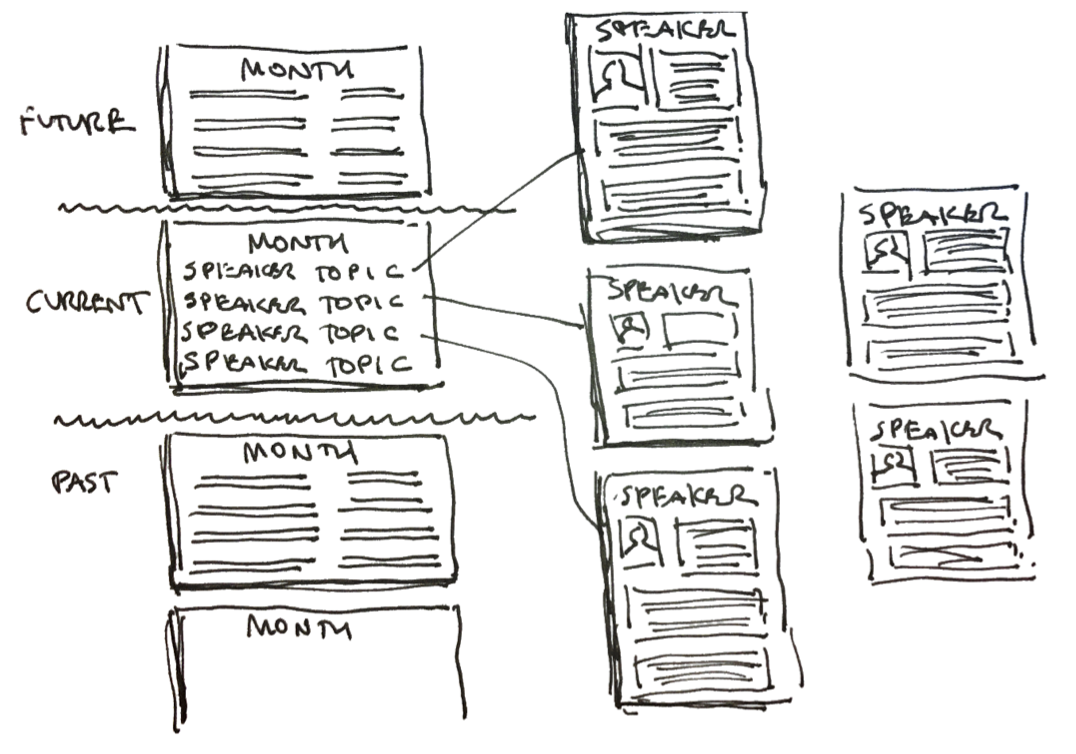 FUTURE
MONTH
CURRENT
MONTH
SPEAKER TOPIC
SPEAKER TOPIC
SPEAKER TOPIC
SPEAKER TOPIC
PAST
MONTH
MONTH
SPEAKER
SPEAKER
SPEAKER
SPEAKER
SPEAKER